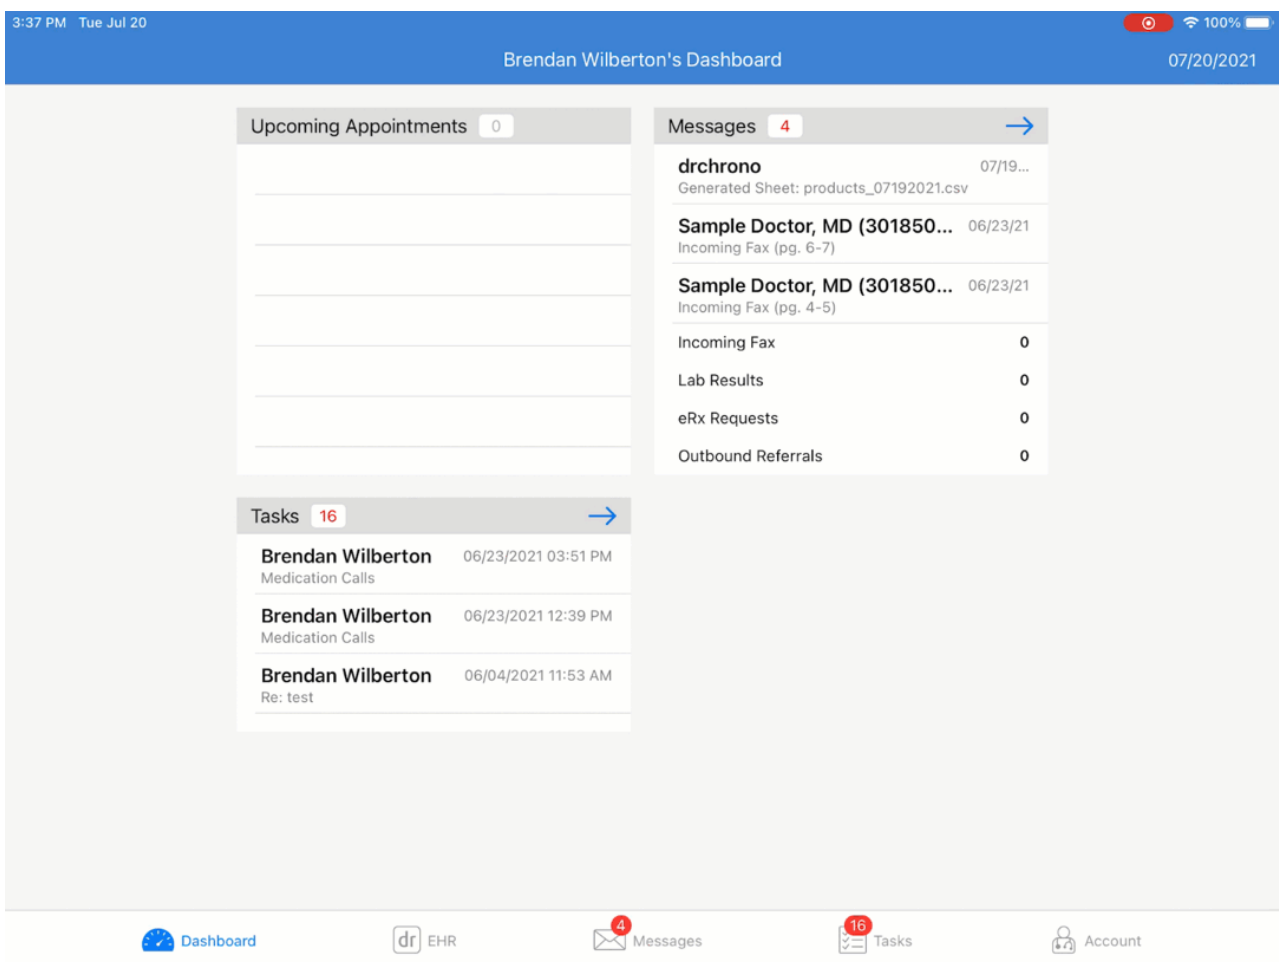 3:37 PM Tue Jul 20
100%
Brendan Wilberton's Dashboard
07/20/2021
Upcoming Appointments 0
Messages 4
drchrono 07/19...
Generated Sheet: products_07192021.csv
Sample Doctor, MD (301850... 06/23/21
Incoming Fax (pg. 6-7)
Sample Doctor, MD (301850... 06/23/21
Incoming Fax (pg. 4-5)
Incoming Fax 0
Lab Results 0
eRx Requests 0
Outbound Referrals 0
Tasks 16
Brendan Wilberton 06/23/2021 03:51 PM
Medication Calls
Brendan Wilberton 06/23/2021 12:39 PM
Medication Calls
Brendan Wilberton 06/04/2021 11:53 AM
Re: test
Dashboard
dr EHR
4 Messages
16 Tasks
Account